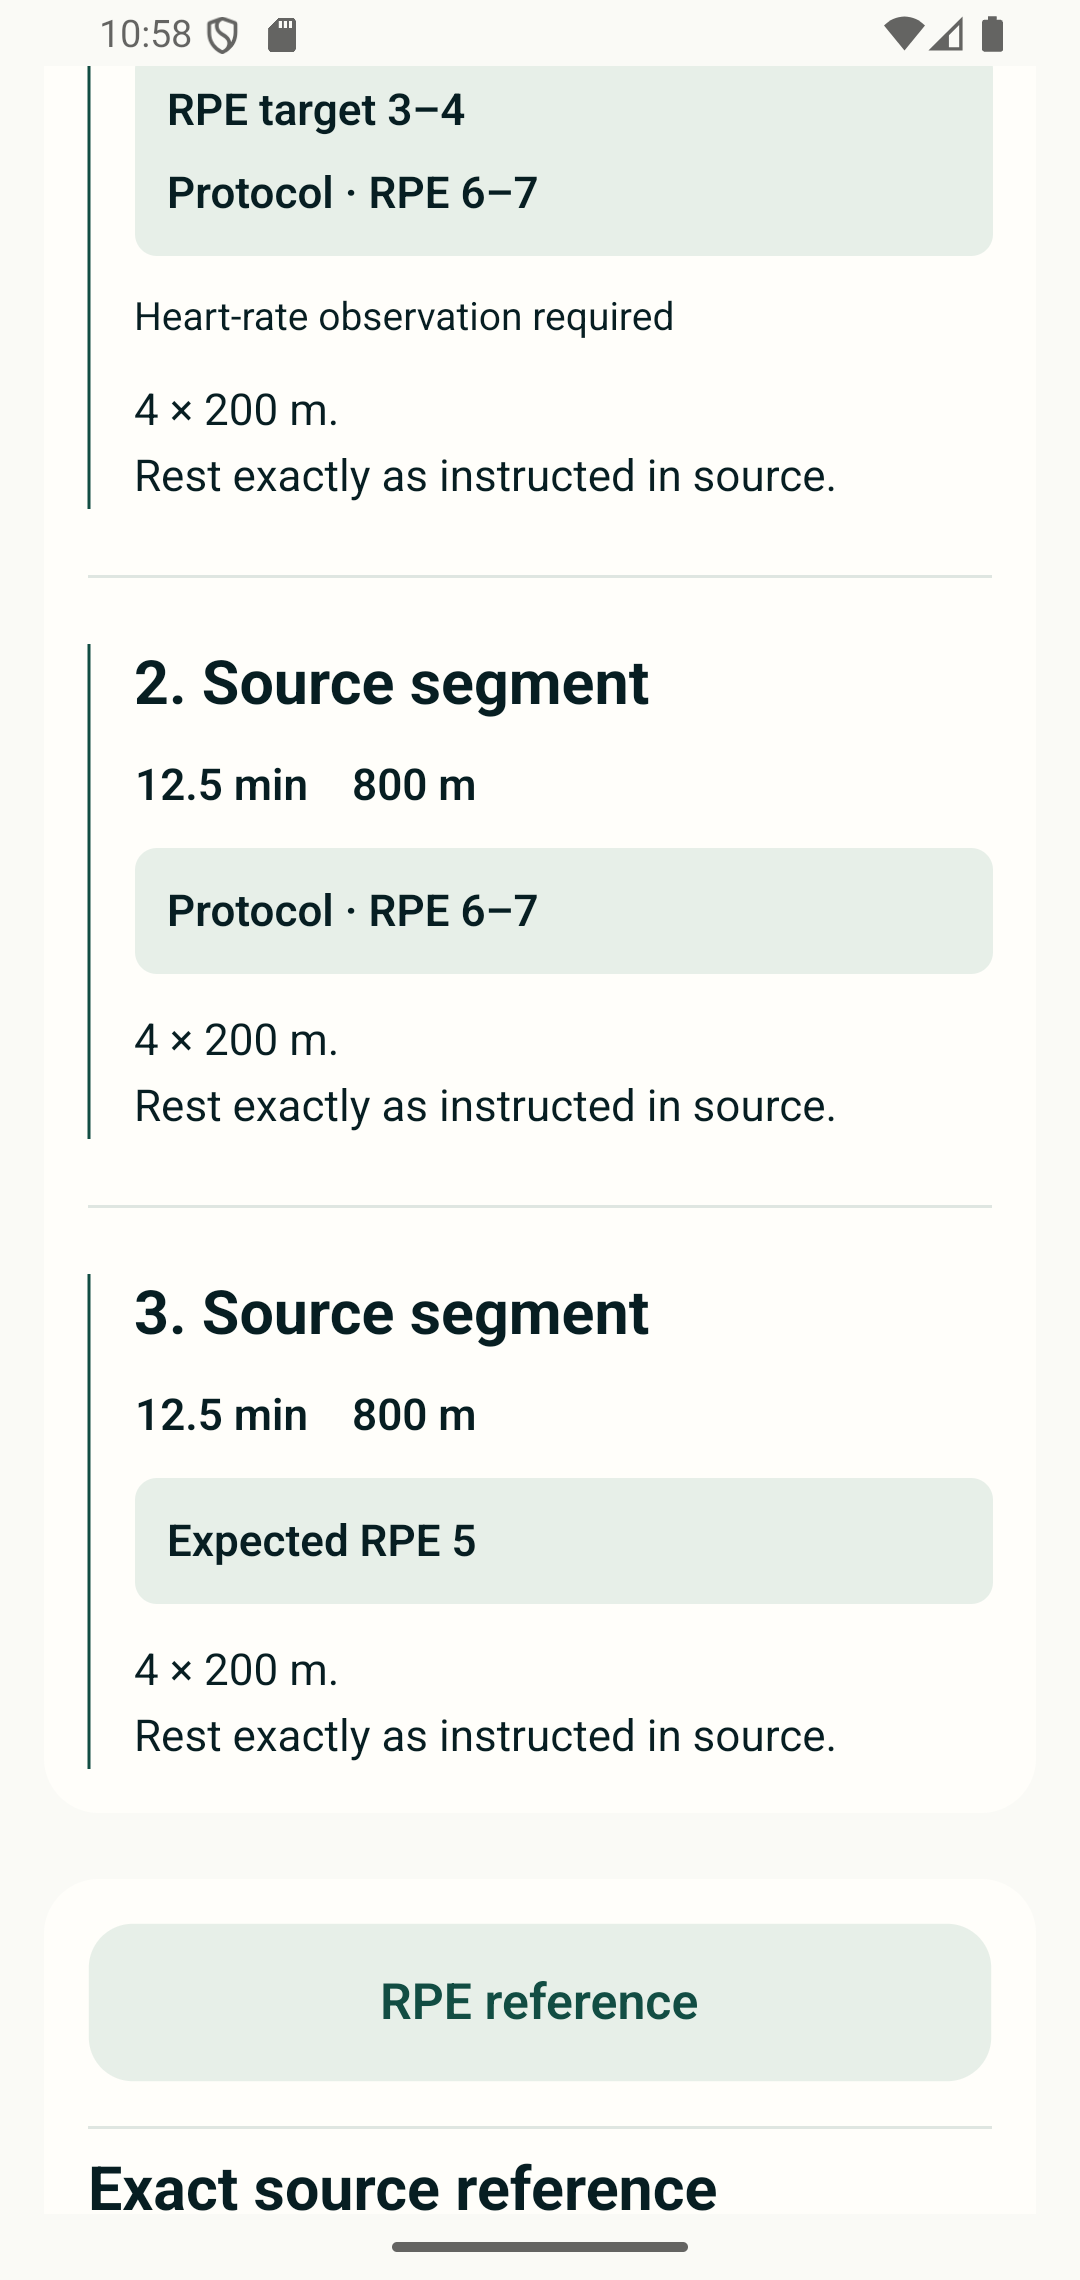 10:58
RPE target 3–4
Protocol · RPE 6–7
Heart-rate observation required
4 × 200 m.
Rest exactly as instructed in source.
2. Source segment
12.5 min 800 m
Protocol · RPE 6–7
4 × 200 m.
Rest exactly as instructed in source.
3. Source segment
12.5 min 800 m
Expected RPE 5
4 × 200 m.
Rest exactly as instructed in source.
RPE reference
Exact source reference